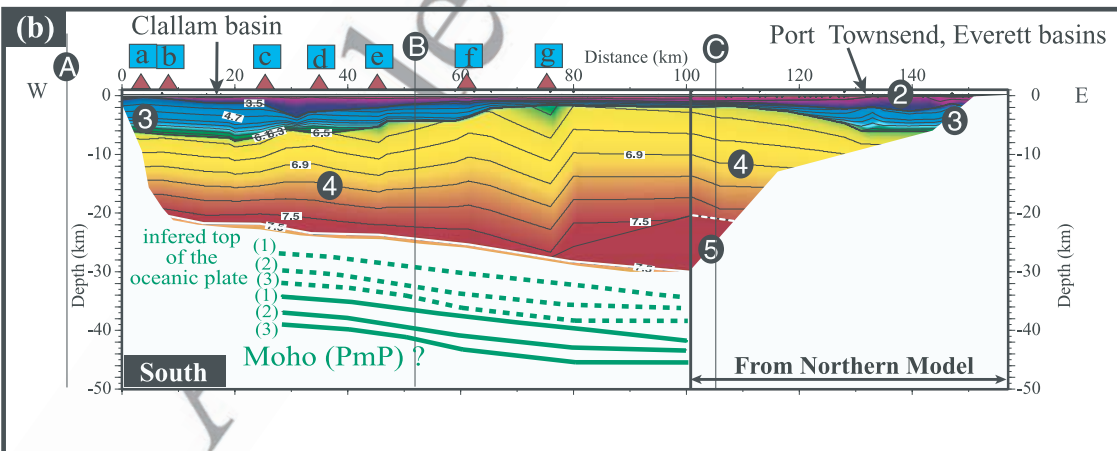 (b)
Clallam basin
B
C
Port Townsend, Everett basins
A
a b c d e f g
Distance (km)
W
0 20 40 60 80 100 120 140
E
0
-10
-20
-30
-40
-50
Depth (km)
0
-10
-20
-30
-40
-50
Depth (km)
3.5
4.7
6.3
6.5
6.9
6.9
7.5
7.5
2
3
3
4
4
5
infered top
of the
oceanic plate
(1)
(2)
(3)
(1)
(2)
(3)
Moho (PmP) ?
South
From Northern Model